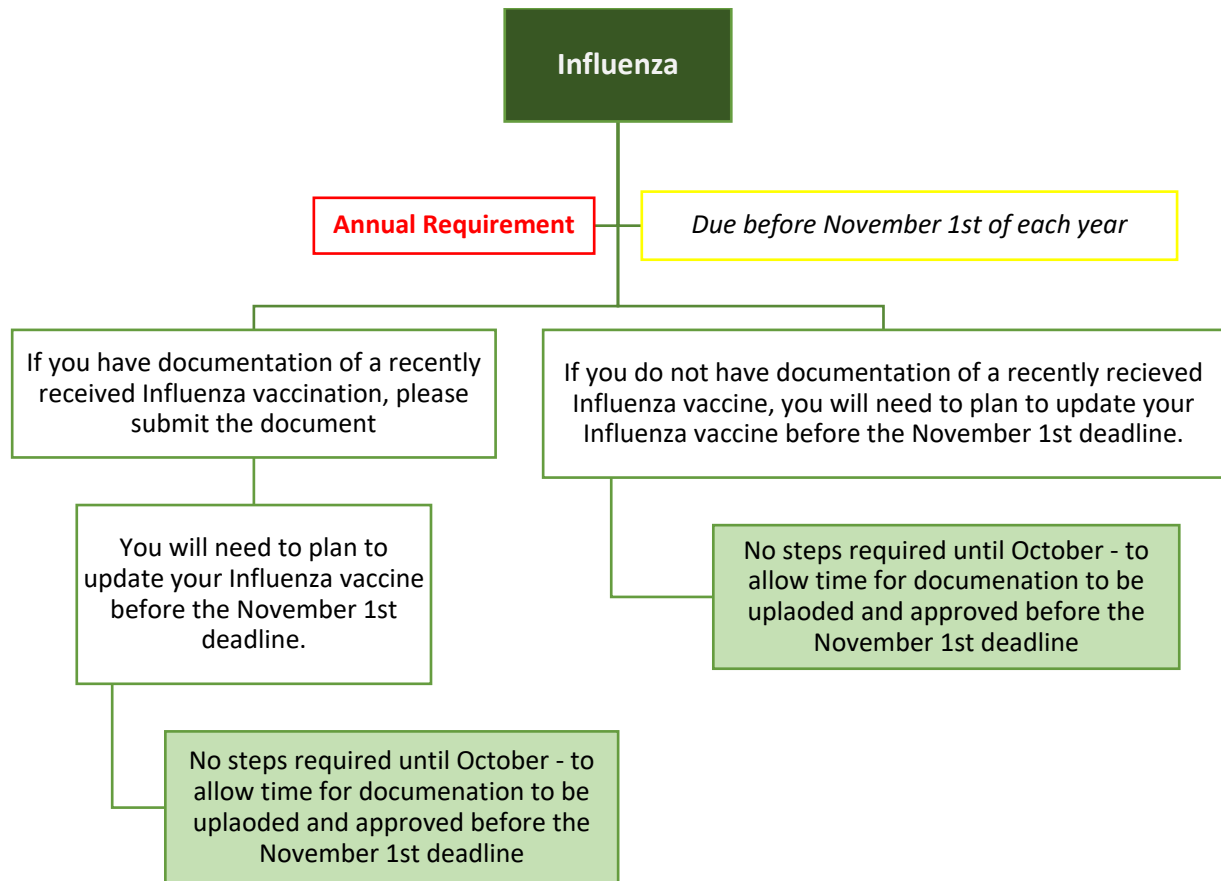 Influenza
Annual Requirement
Due before November 1st of each year
If you have documentation of a recently
received Influenza vaccination, please
submit the document
If you do not have documentation of a recently recieved
Influenza vaccine, you will need to plan to update your
Influenza vaccine before the November 1st deadline.
You will need to plan to
update your Influenza vaccine
before the November 1st
deadline.
No steps required until October - to
allow time for documenation to be
uplaoded and approved before the
November 1st deadline
No steps required until October - to
allow time for documenation to be
uplaoded and approved before the
November 1st deadline